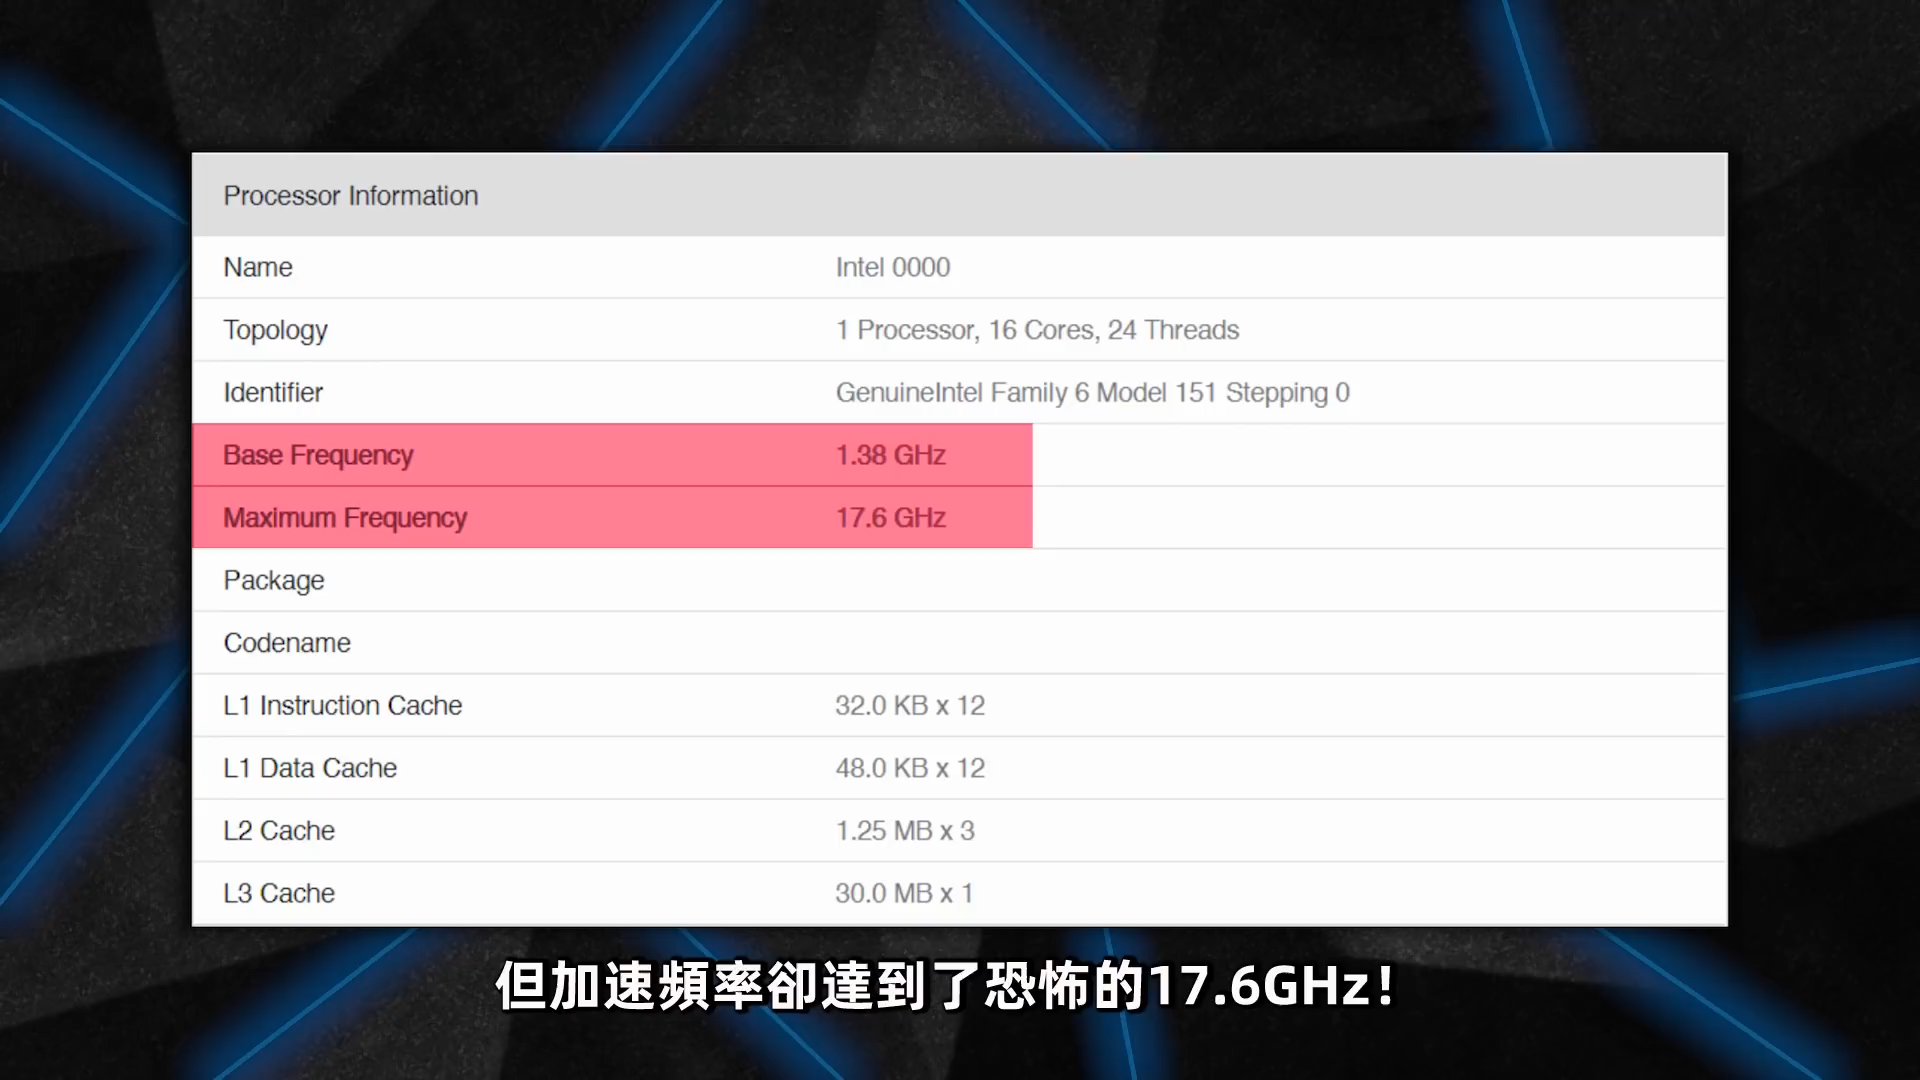 Processor Information
Name Intel 0000
Topology 1 Processor, 16 Cores, 24 Threads
Identifier GenuineIntel Family 6 Model 151 Stepping 0
Base Frequency 1.38 GHz
Maximum Frequency 17.6 GHz
Package
Codename
L1 Instruction Cache 32.0 KB x 12
L1 Data Cache 48.0 KB x 12
L2 Cache 1.25 MB x 3
L3 Cache 30.0 MB x 1
但加速頻率卻達到了恐怖的17.6GHz!